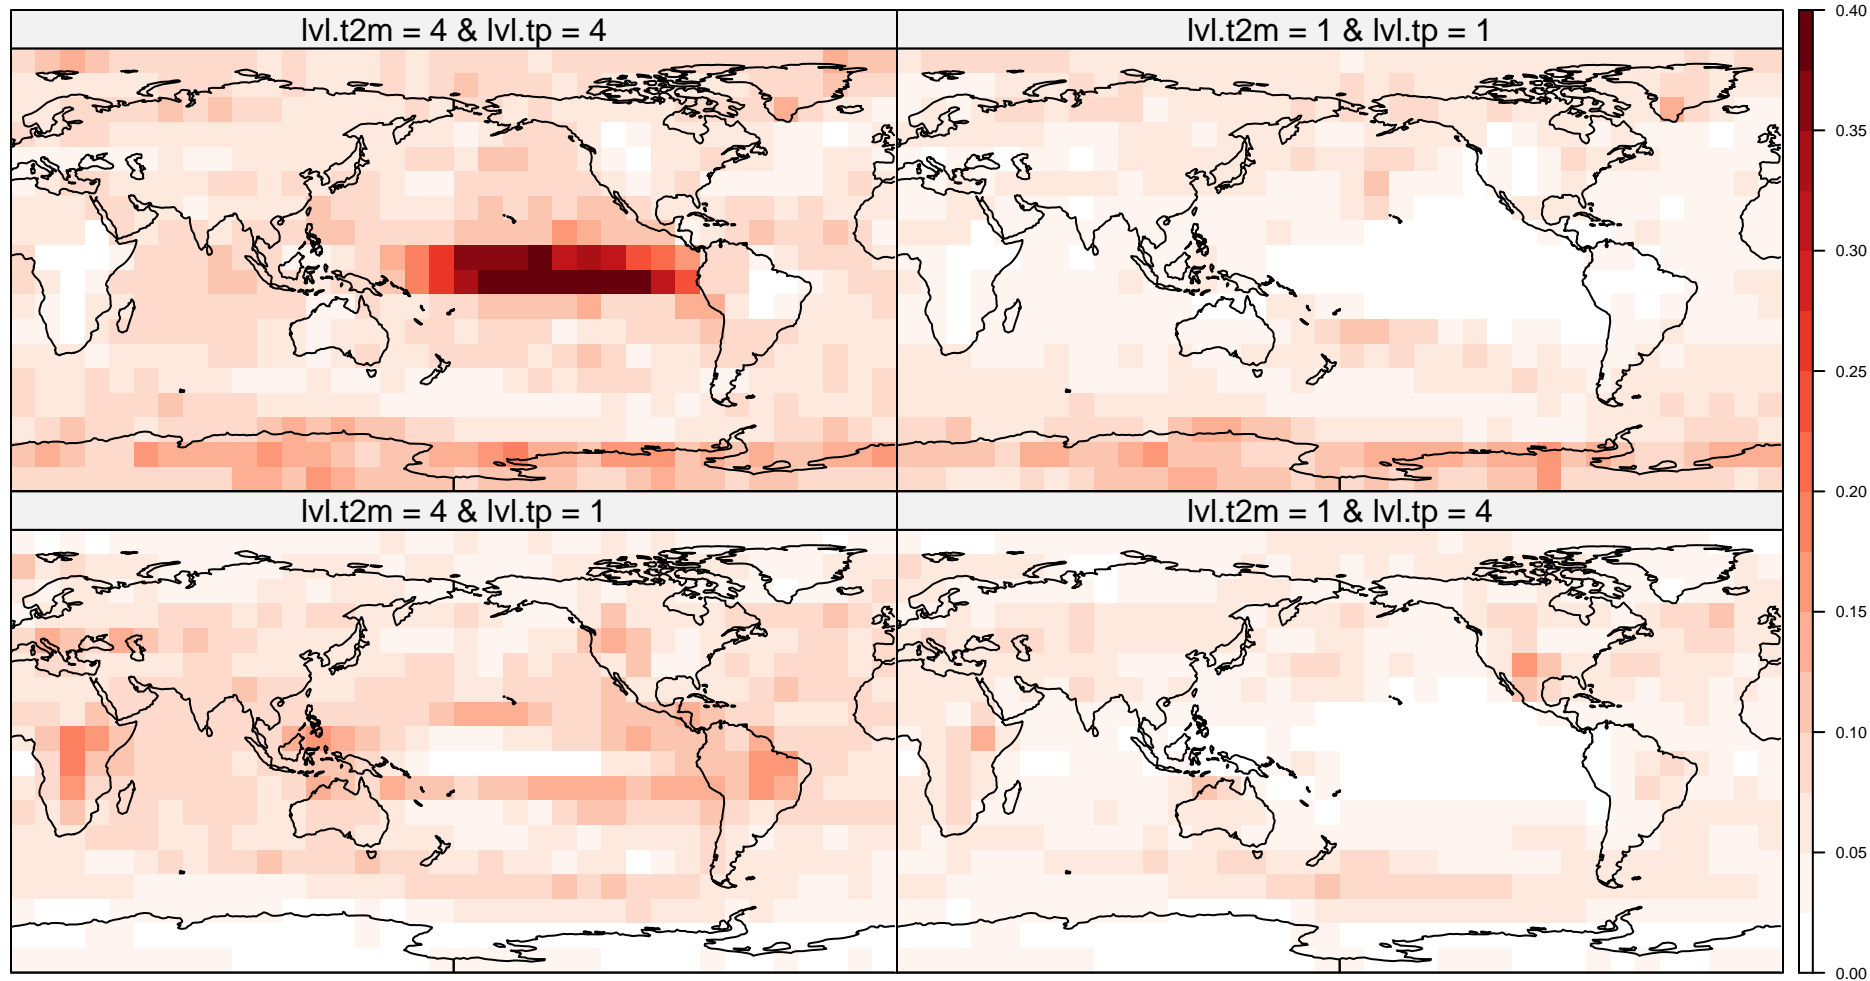 lvl.t2m = 4 & lvl.tp = 4
lvl.t2m = 1 & lvl.tp = 1
lvl.t2m = 4 & lvl.tp = 1
lvl.t2m = 1 & lvl.tp = 4
0.40
0.35
0.30
0.25
0.20
0.15
0.10
0.05
0.00